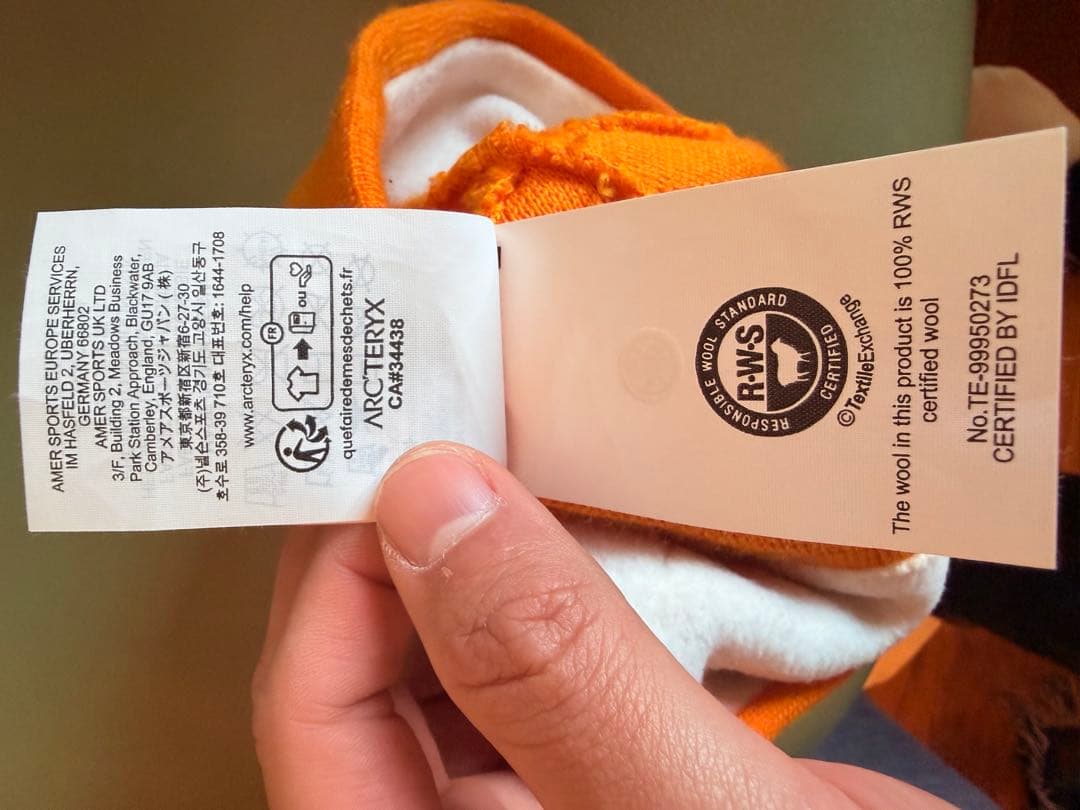 AMER SPORTS EUROPE SERVICES
IM HASFELD 2, UBERHERRN,
GERMANY 66802
AMER SPORTS UK LTD
3/F, Building 2, Meadows Business
Park Station Approach, Blackwater,
Camberley, England, GU17 9AB
アメアスポーツジャパン ( 株)
東京都新宿区新宿6-27-30
(주)넬슨스포츠 경기도 고양시 일산동구
호수로 358-39 710호 대표번호: 1644-1708
www.arcteryx.com/help
FR
ou
quefairedemesdechets.fr
ARC'TERYX
CA#34438
RESPONSIBLE WOOL STANDARD
R·W·S
CERTIFIED
©TextileExchange
The wool in this product is 100% RWS
certified wool
No.TE-99950273
CERTIFIED BY IDFL